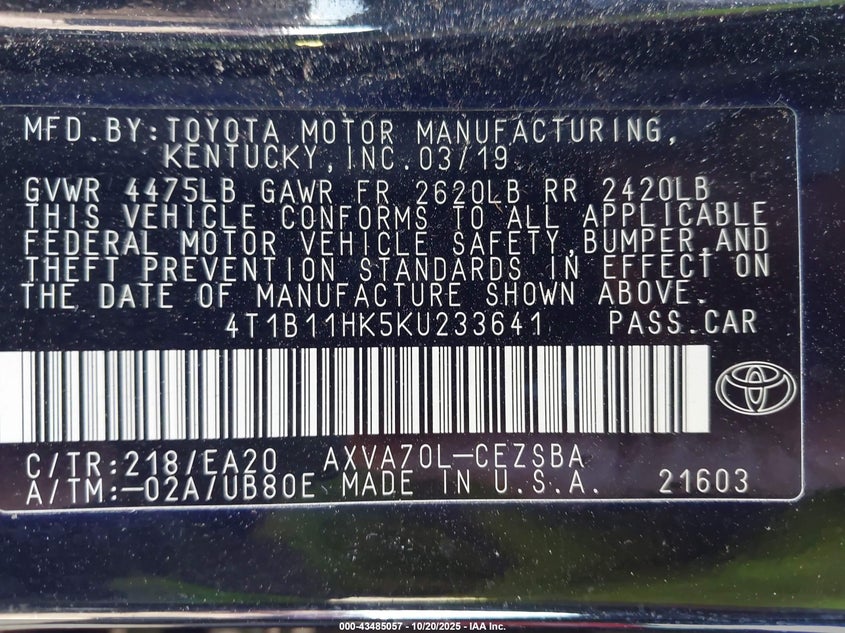 MFD.BY:TOYOTA MOTOR MANUFACTURING,
KENTUCKY,INC.03/19
GVWR 4475LB GAWR FR 2620LB RR 2420LB
THIS VEHICLE CONFORMS TO ALL APPLICABLE
FEDERAL MOTOR VEHICLE SAFETY,BUMPER,AND
THEFT PREVENTION STANDARDS IN EFFECT ON
THE DATE OF MANUFACTURE SHOWN ABOVE.
4T1B11HK5KU233641 PASS.CAR
C/TR:218/EA20 AXVA70L-CEZSBA
A/TM:-02A/UB80E MADE IN U.S.A. 21603
000-43485057 - 10/20/2025 - IAA Inc.